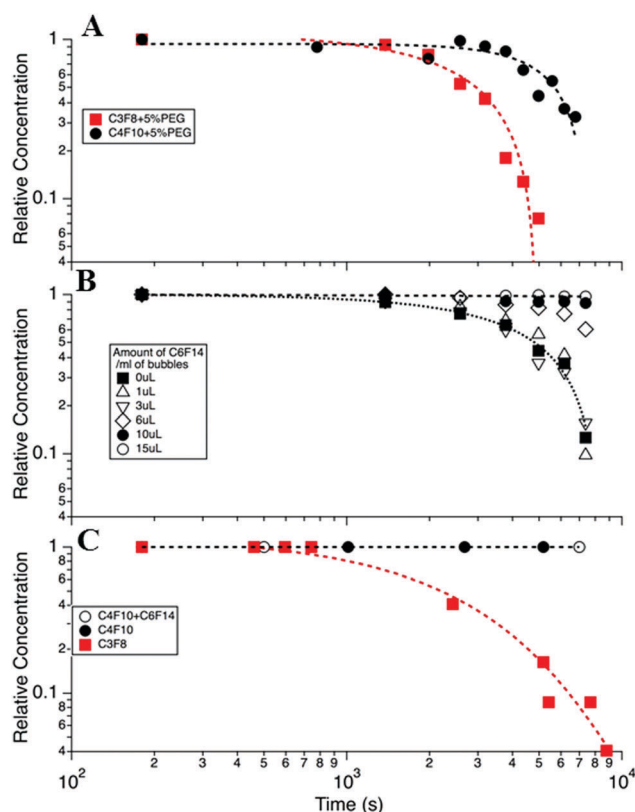 A
Relative Concentration
1
8
6
5
4
3
2
0.1
8
6
4
C3F8+5%PEG
C4F10+5%PEG
B
Relative Concentration
1
8
6
5
4
3
2
0.1
8
6
4
Amount of C6F14
/ml of bubbles
0uL
1uL
3uL
6uL
10uL
15uL
C
Relative Concentration
1
8
6
4
2
0.1
8
6
4
C4F10+C6F14
C4F10
C3F8
10² 2 3 4 5 6 7 8 9 10³ 2 3 4 5 6 7 8 9 10⁴
Time (s)